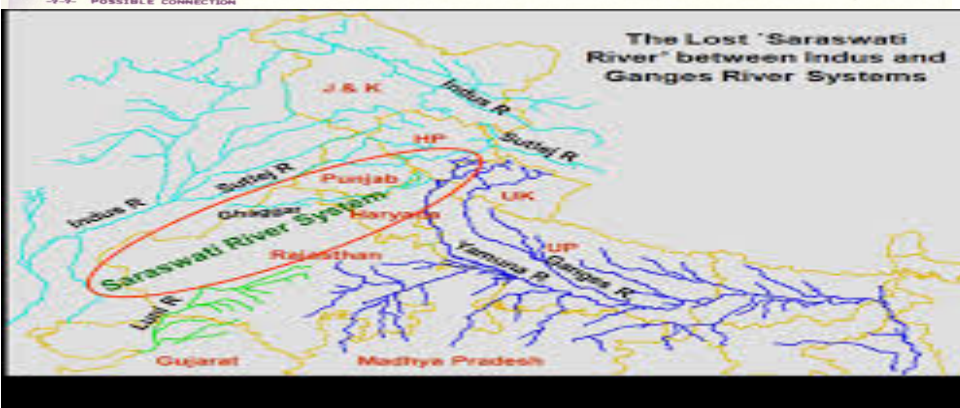 -v-v- POSSIBLE CONNECTION
The Lost 'Saraswati
River' between Indus and
Ganges River Systems
J & K
Indus R
HP
Sutlej R
Sutlej R
Punjab
UK
Indus R
Ghaggar
Haryana
Saraswati River System
Rajasthan
UP
Yamuna R
Ganges R
Luni R
Gujarat
Madhya Pradesh